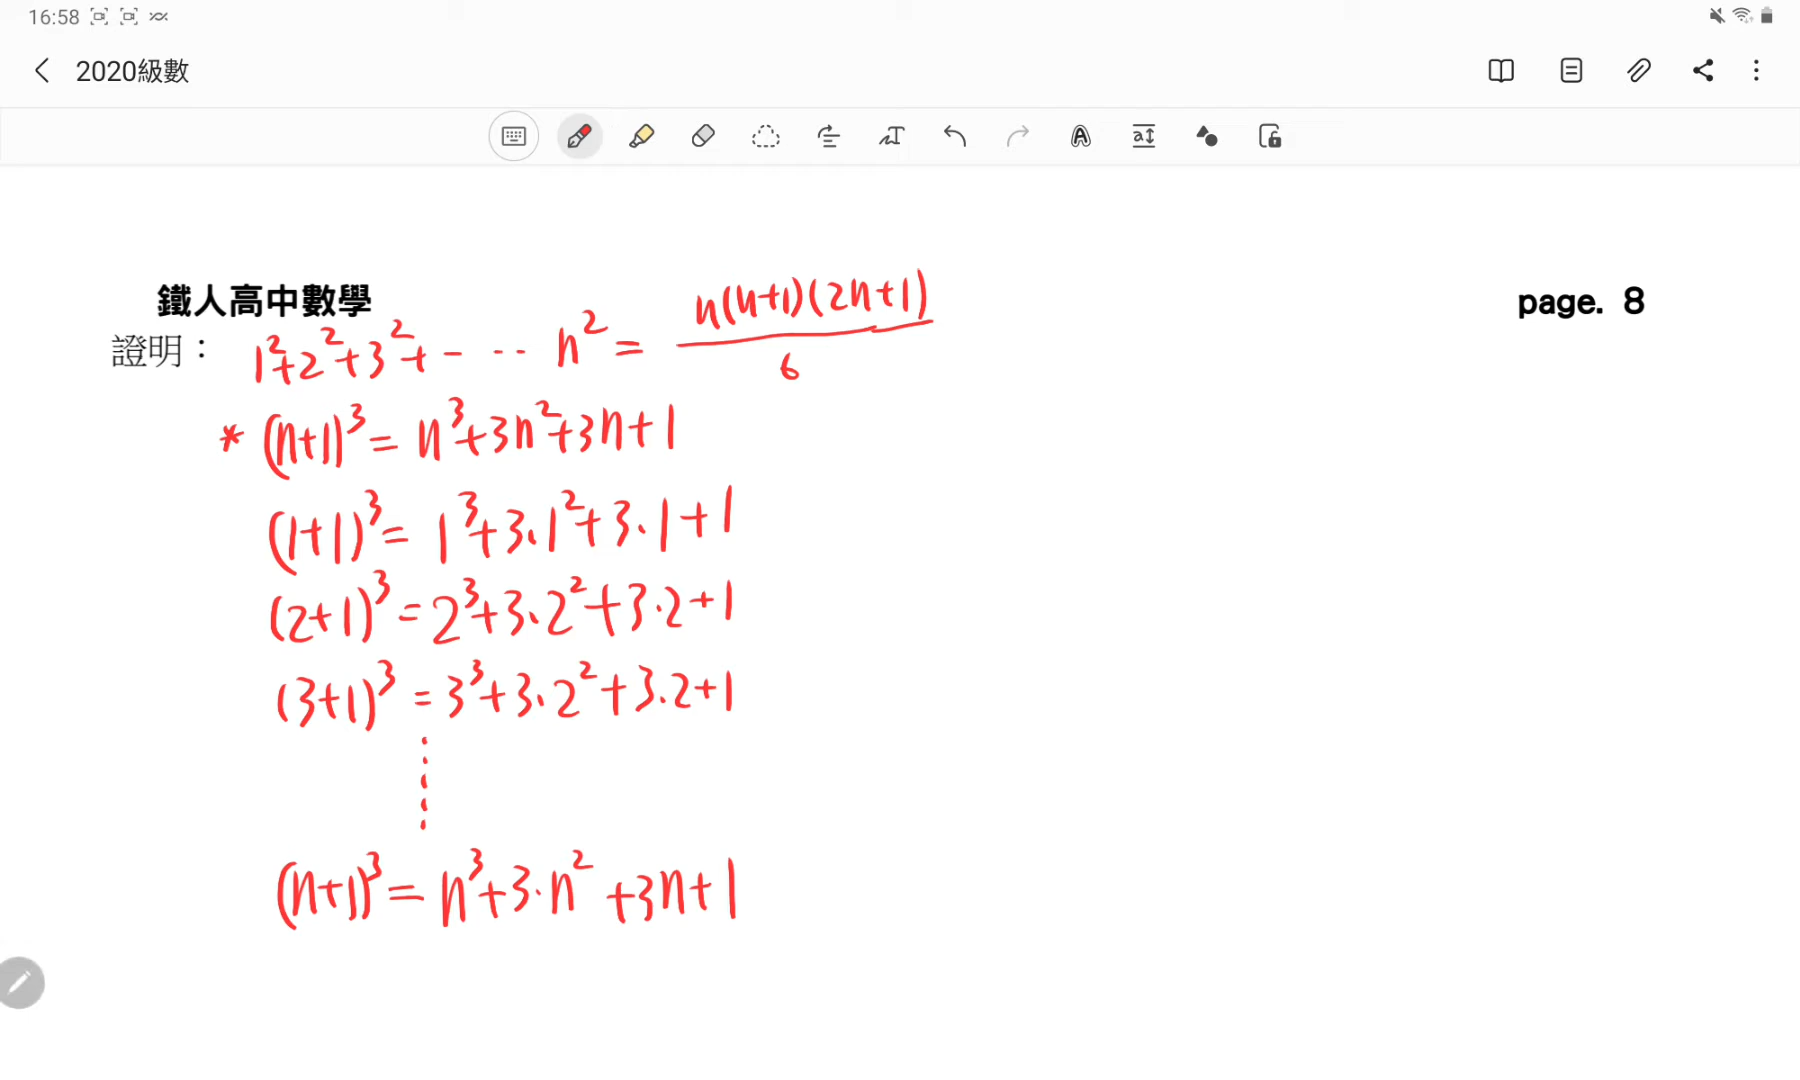 16:58
2020級數
鐵人高中數學
page. 8
證明： 1²+2²+3²+- -- n² = n(n+1)(2n+1)/6
* (n+1)³ = n³+3n²+3n+1
(1+1)³ = 1³+3·1²+3·1+1
(2+1)³ = 2³+3·2²+3·2+1
(3+1)³ = 3³+3·2²+3·2+1
(n+1)³ = n³+3·n²+3n+1